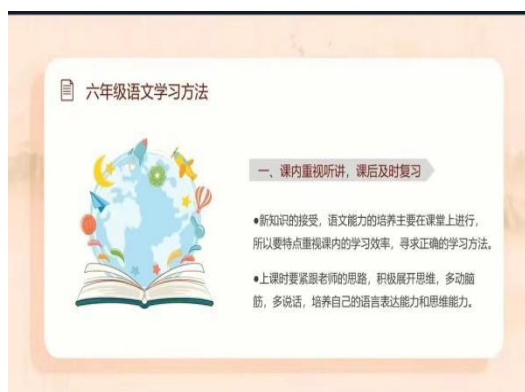 六年级语文学习方法
一、课内重视听讲，课后及时复习
●新知识的接受，语文能力的培养主要在课堂上进行，
所以要特点重视课内的学习效率，寻求正确的学习方法。
●上课时要紧跟老师的思路，积极展开思维，多动脑
筋，多说话，培养自己的语言表达能力和思维能力。